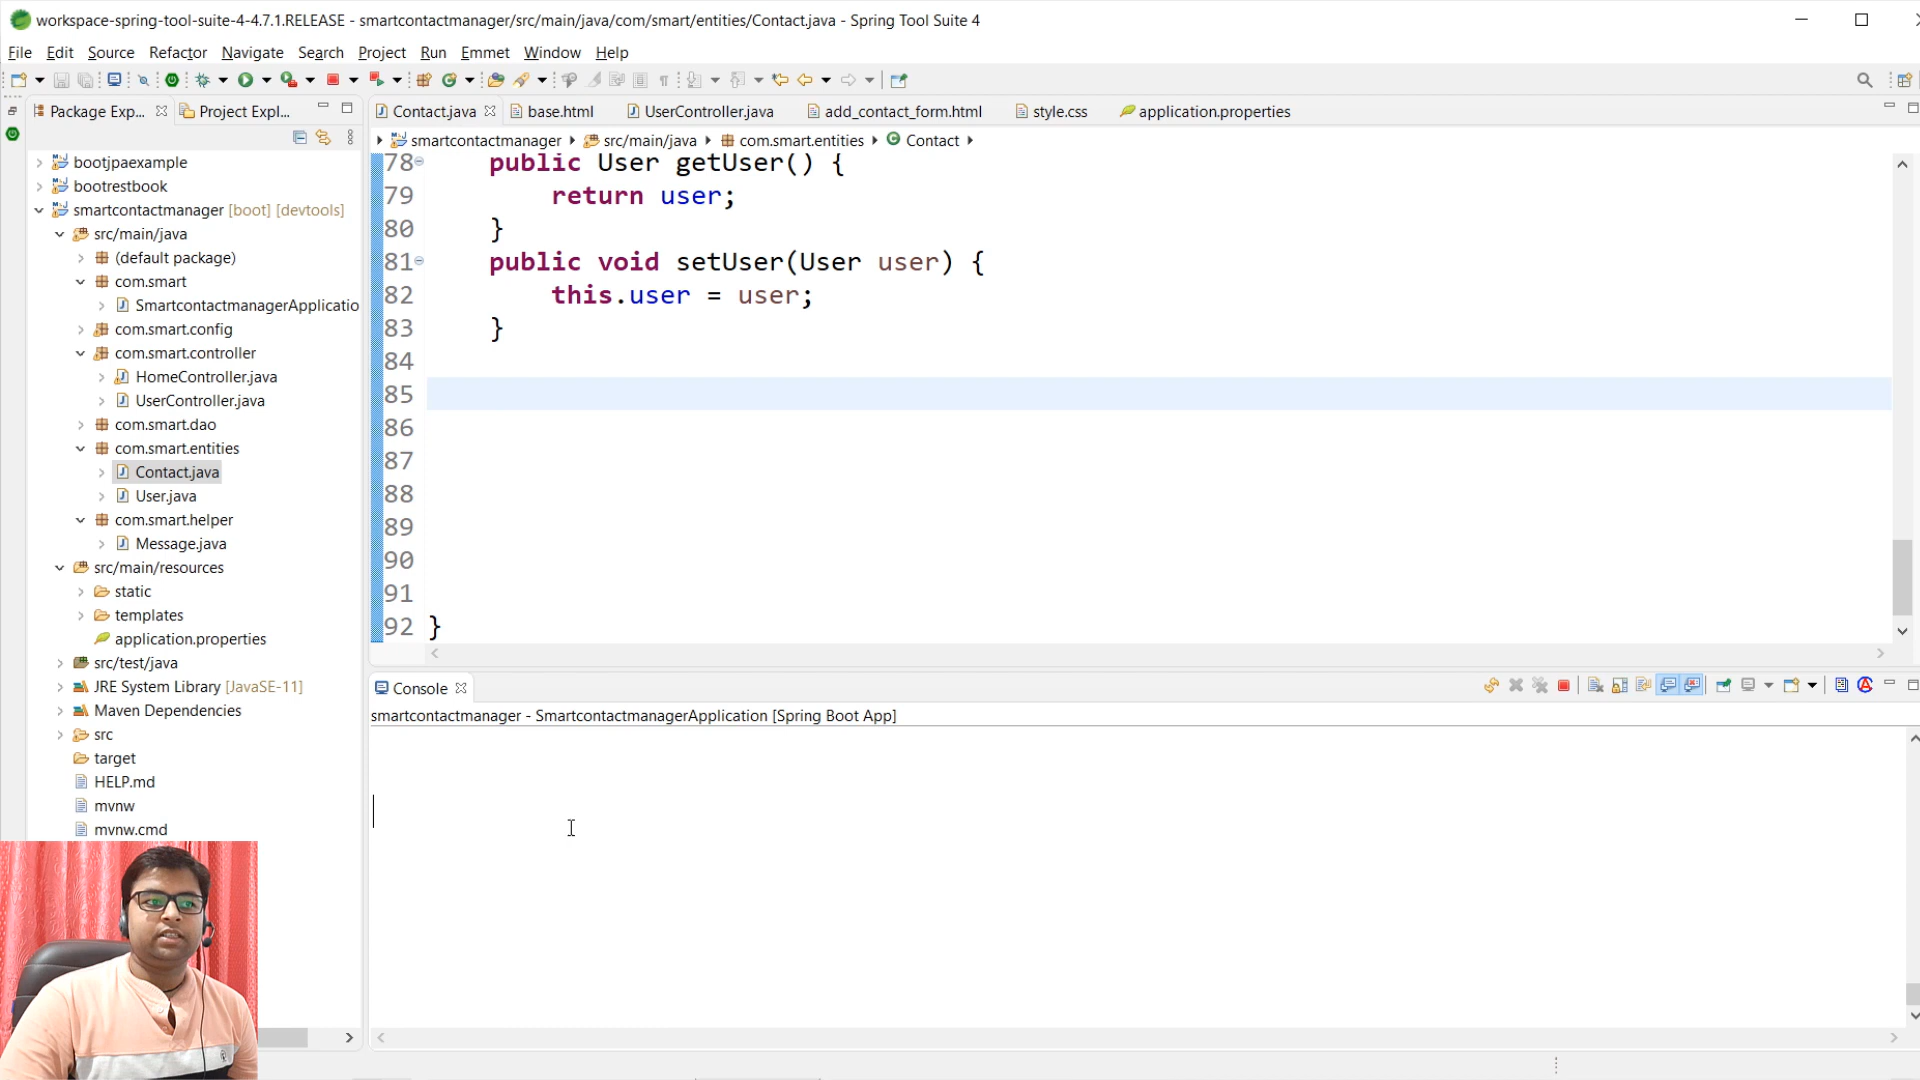 workspace-spring-tool-suite-4-4.7.1.RELEASE - smartcontactmanager/src/main/java/com/smart/entities/Contact.java - Spring Tool Suite 4
File Edit Source Refactor Navigate Search Project Run Emmet Window Help
Package Exp... Project Expl...
Contact.java base.html UserController.java add_contact_form.html style.css application.properties
smartcontactmanager src/main/java com.smart.entities Contact
bootjpaexample
bootrestbook
smartcontactmanager [boot] [devtools]
src/main/java
(default package)
com.smart
SmartcontactmanagerApplicatio
com.smart.config
com.smart.controller
HomeController.java
UserController.java
com.smart.dao
com.smart.entities
Contact.java
User.java
com.smart.helper
Message.java
src/main/resources
static
templates
application.properties
src/test/java
JRE System Library [JavaSE-11]
Maven Dependencies
src
target
HELP.md
mvnw
mvnw.cmd
78 public User getUser() {
79 return user;
80 }
81 public void setUser(User user) {
82 this.user = user;
83 }
84
85
86
87
88
89
90
91
92 }
Console
smartcontactmanager - SmartcontactmanagerApplication [Spring Boot App]